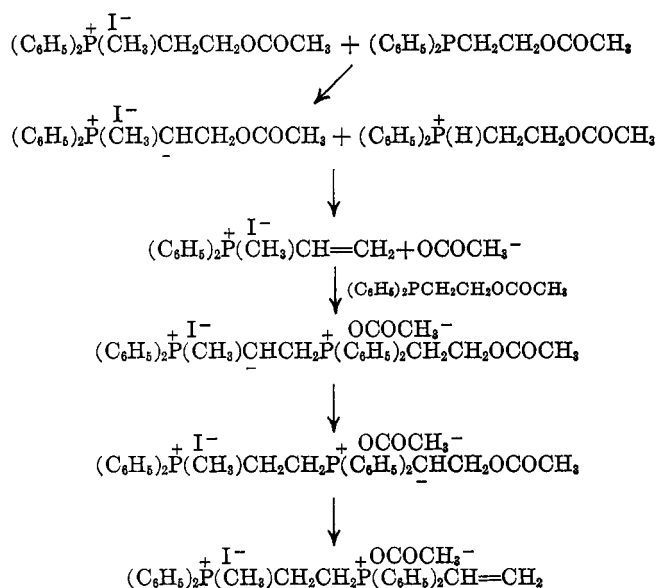 (C₆H₅)₂P⁺(CH₃)CH₂CH₂OCOCH₃ I⁻ + (C₆H₅)₂PCH₂CH₂OCOCH₃
(C₆H₅)₂P⁺(CH₃)C⁻HCH₂OCOCH₃ I⁻ + (C₆H₅)₂P⁺(H)CH₂CH₂OCOCH₃
(C₆H₅)₂P⁺(CH₃)CH=CH₂ I⁻ + OCOCH₃⁻
(C₆H₅)₂PCH₂CH₂OCOCH₃
(C₆H₅)₂P⁺(CH₃)C⁻HCH₂P⁺(C₆H₅)₂CH₂CH₂OCOCH₃ I⁻ OCOCH₃⁻
(C₆H₅)₂P⁺(CH₃)CH₂CH₂P⁺(C₆H₅)₂C⁻HCH₂OCOCH₃ I⁻ OCOCH₃⁻
(C₆H₅)₂P⁺(CH₃)CH₂CH₂P⁺(C₆H₅)₂CH=CH₂ I⁻ OCOCH₃⁻